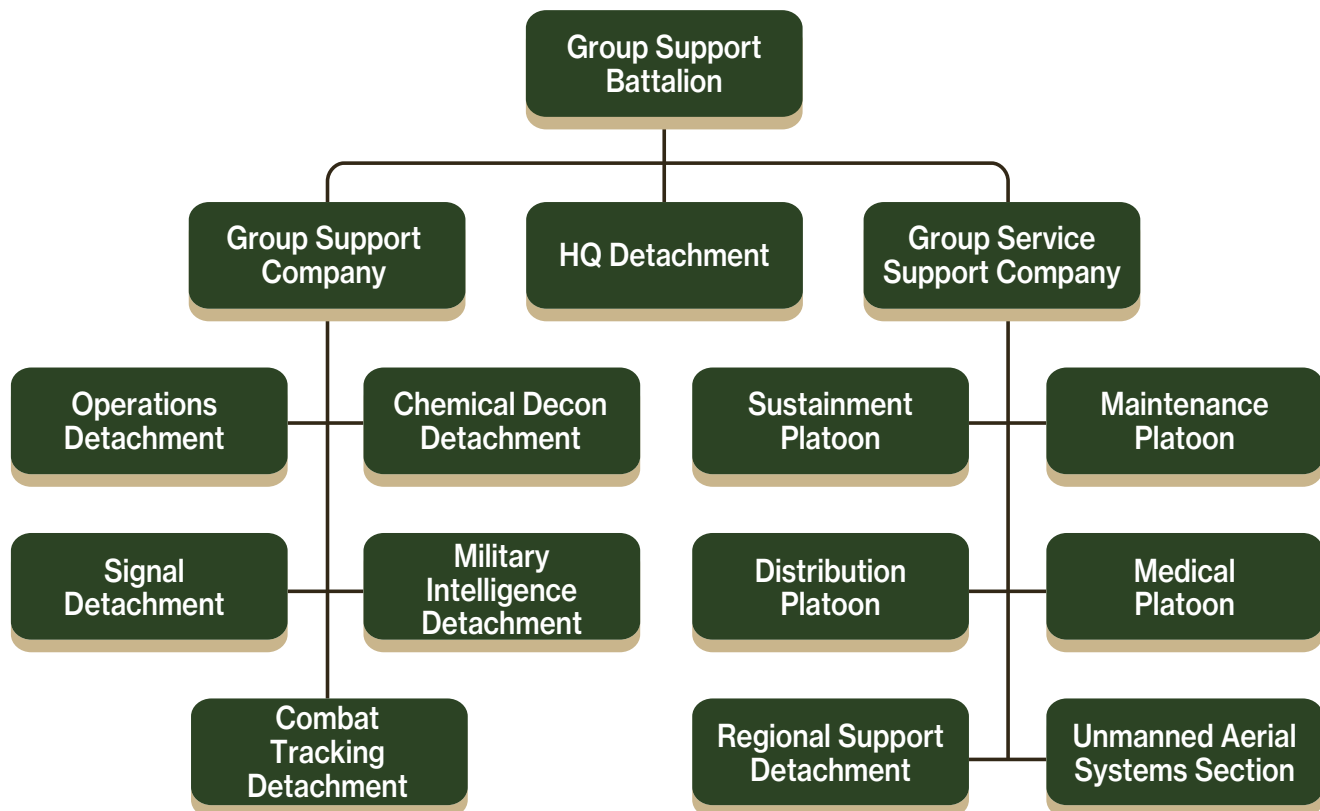 Group Support
Battalion
Group Support
Company
HQ Detachment
Group Service
Support Company
Operations
Detachment
Chemical Decon
Detachment
Sustainment
Platoon
Maintenance
Platoon
Signal
Detachment
Military
Intelligence
Detachment
Distribution
Platoon
Medical
Platoon
Combat
Tracking
Detachment
Regional Support
Detachment
Unmanned Aerial
Systems Section